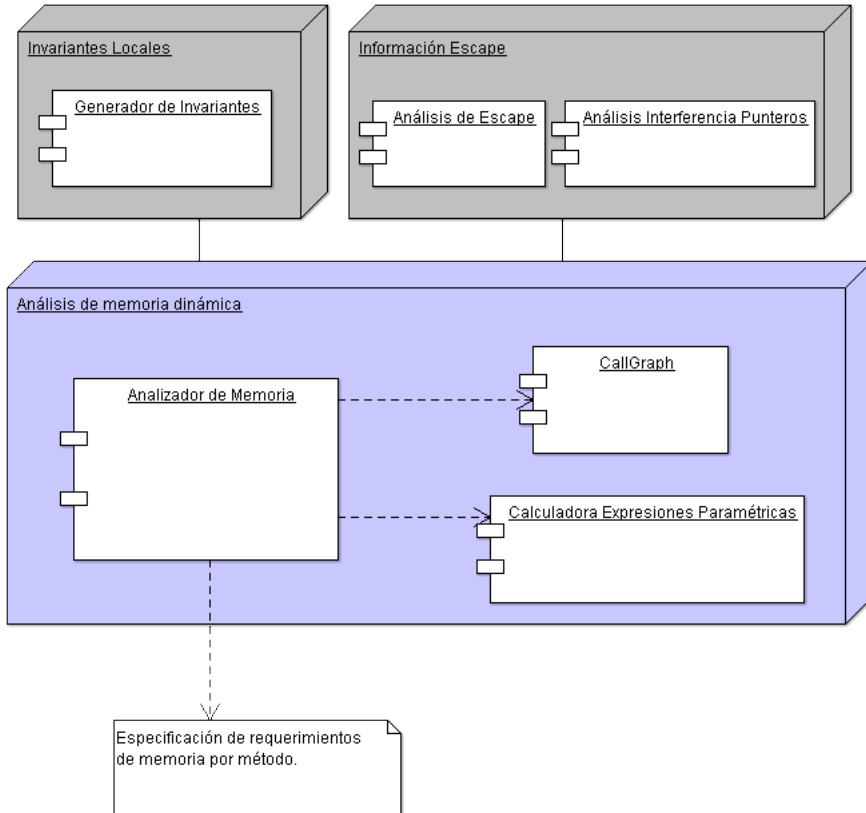 Invariantes Locales
Generador de Invariantes
Información Escape
Análisis de Escape
Análisis Interferencia Punteros
Análisis de memoria dinámica
Analizador de Memoria
CallGraph
Calculadora Expresiones Paramétricas
Especificación de requerimientos
de memoria por método.